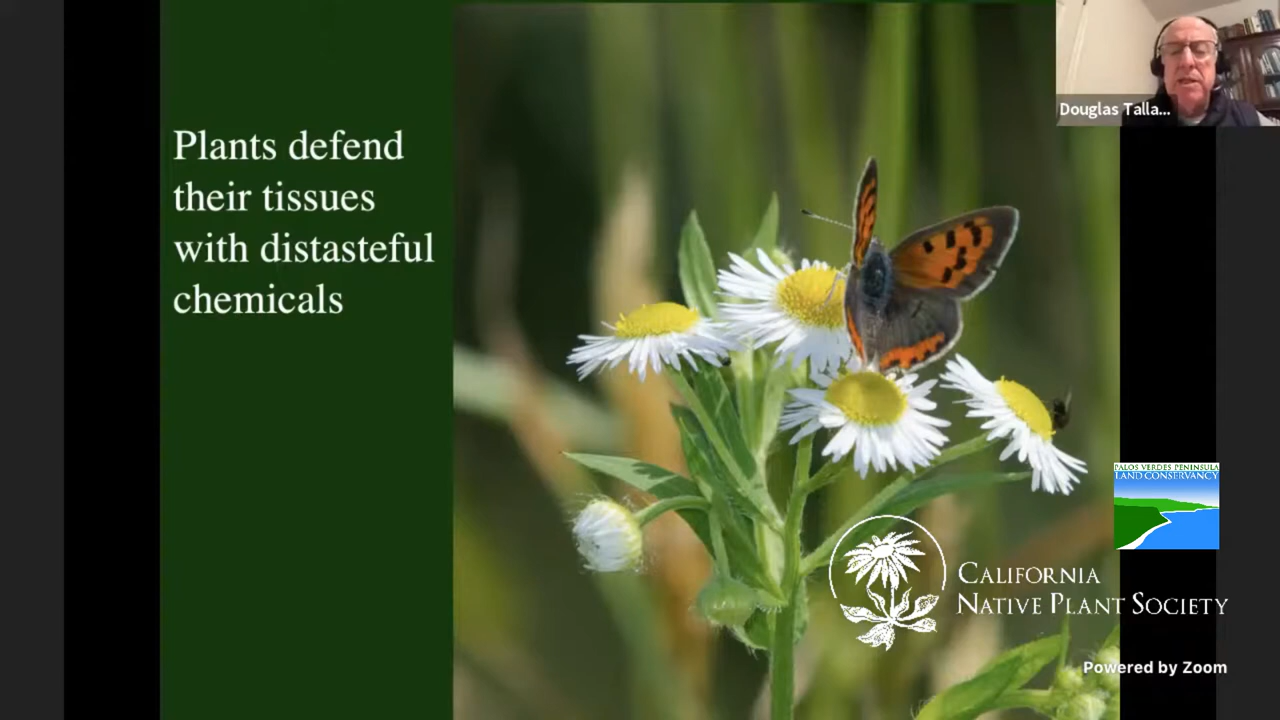 Plants defend
their tissues
with distasteful
chemicals
Douglas Talla...
PALOS VERDES PENINSULA
LAND CONSERVANCY
CALIFORNIA
NATIVE PLANT SOCIETY
Powered by Zoom